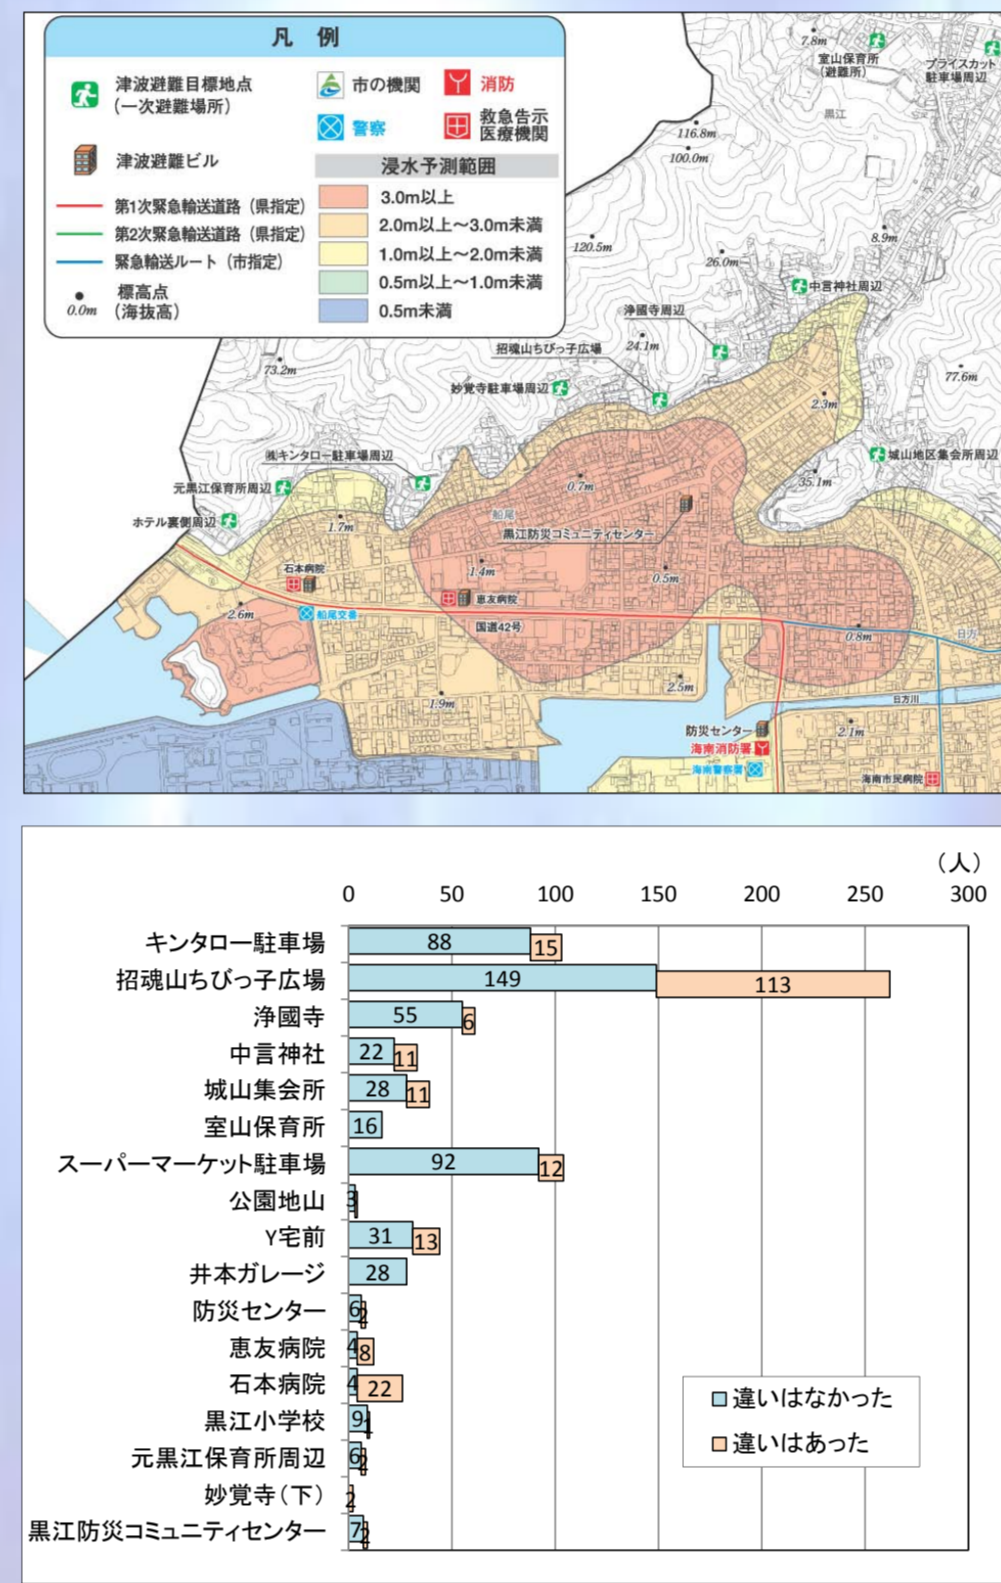 凡 例
津波避難目標地点
(一次避難場所)
市の機関
消防
警察
救急告示
医療機関
津波避難ビル
浸水予測範囲
第1次緊急輸送道路（県指定）
第2次緊急輸送道路（県指定）
緊急輸送ルート（市指定）
標高点
(海抜高)
0.0m
3.0m以上
2.0m以上～3.0m未満
1.0m以上～2.0m未満
0.5m以上～1.0m未満
0.5m未満
7.8m
室山保育所
(避難所)
プライスカット
駐車場周辺
黒江
116.8m
100.0m
120.5m
26.0m
8.9m
中言神社周辺
浄國寺周辺
24.1m
招魂山ちびっ子広場
73.2m
妙覚寺駐車場周辺
77.6m
2.3m
㈱キンタロー駐車場周辺
城山地区集会所周辺
35.1m
元黒江保育所周辺
0.7m
ホテル裏側周辺
1.7m
船尾
黒江防災コミュニティセンター
石本病院
1.4m
0.5m
2.6m
船尾交番
恵友病院
国道42号
0.8m
日方
1.9m
2.5m
日方川
防災センター
2.1m
海南消防署
海南警察署
海南市民病院
(人)
0 50 100 150 200 250 300
キンタロー駐車場 88 15
招魂山ちびっ子広場 149 113
浄國寺 55 6
中言神社 22 11
城山集会所 28 11
室山保育所 16
スーパーマーケット駐車場 92 12
公園地山 3
Y宅前 31 13
井本ガレージ 28
防災センター 6 2
恵友病院 4 8
石本病院 4 22
黒江小学校 9 1
元黒江保育所周辺 6 2
妙覚寺(下) 2
黒江防災コミュニティセンター 7 2
違いはなかった
違いはあった